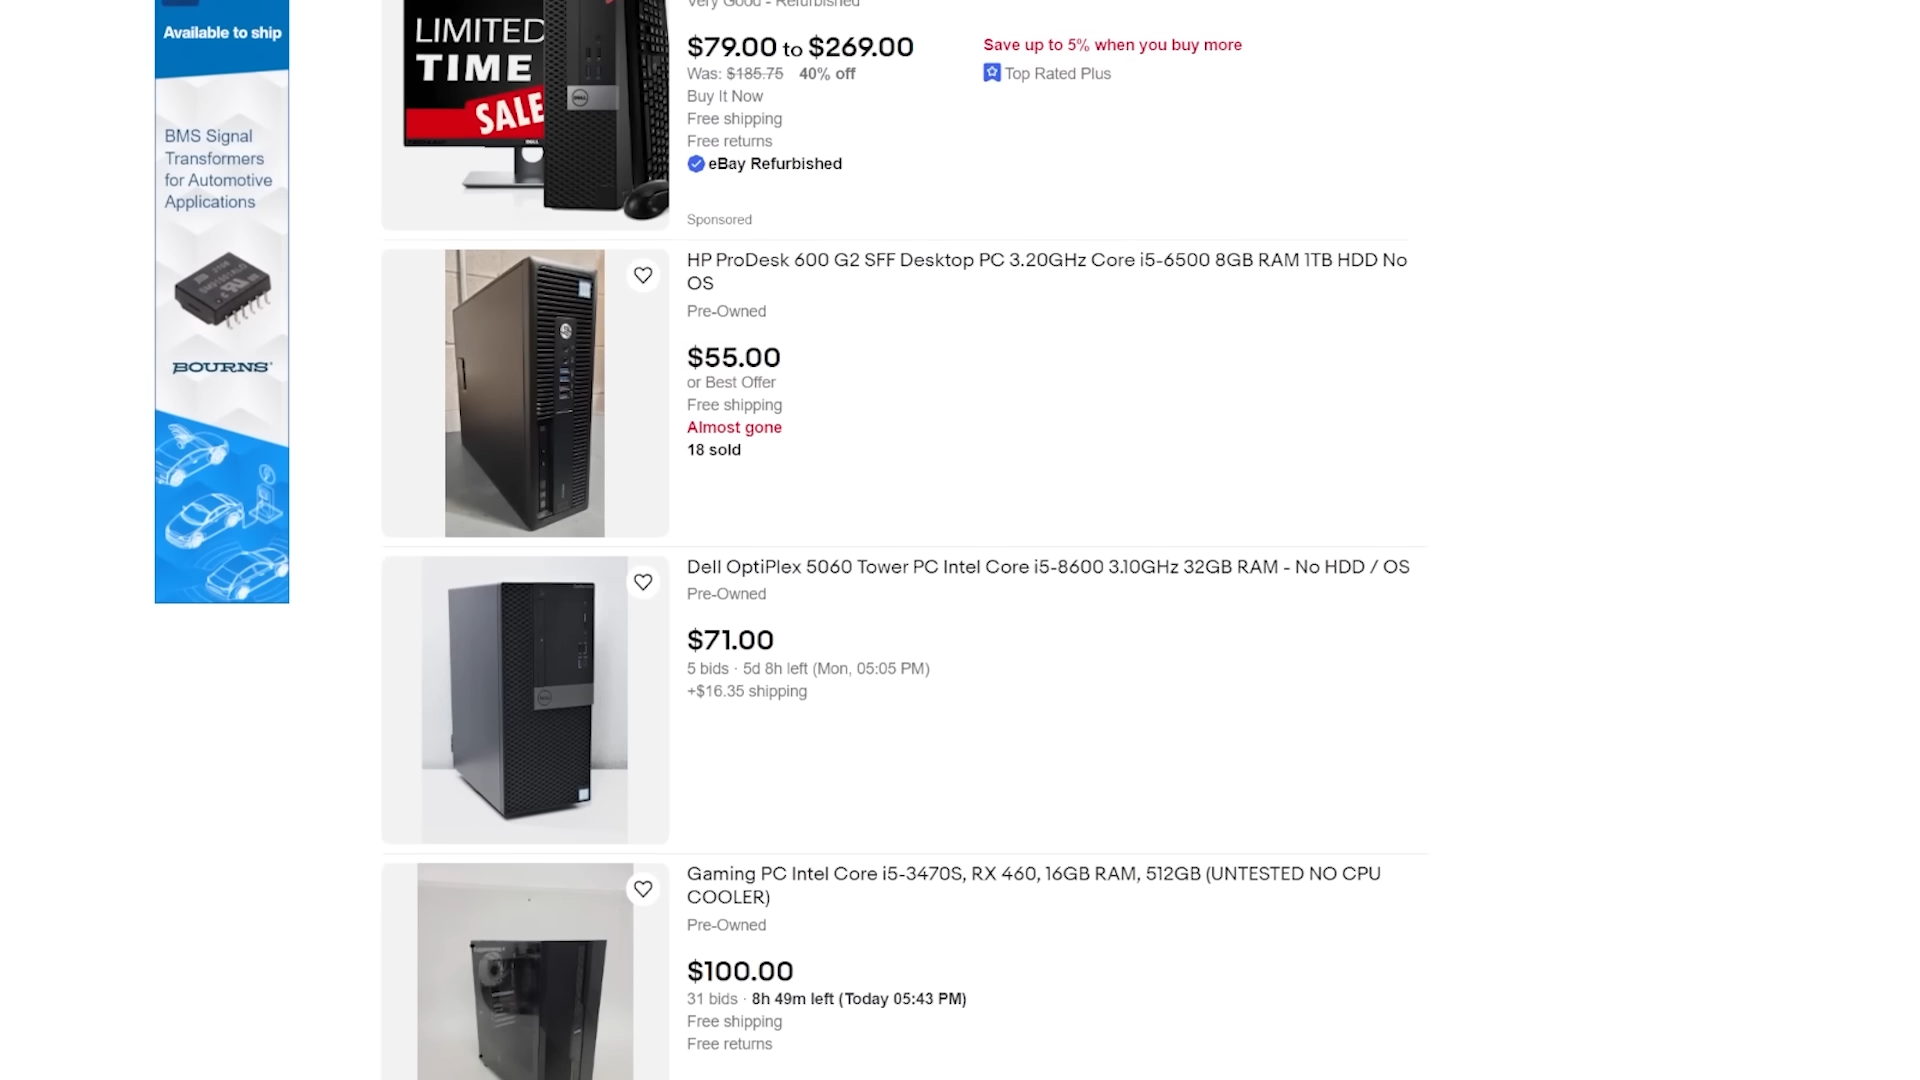 Available to ship
BMS Signal
Transformers
for Automotive
Applications
BOURNS
LIMITED
TIME
SALE
DELL
Very Good - Refurbished
$79.00 to $269.00
Was: $185.75 40% off
Buy It Now
Free shipping
Free returns
eBay Refurbished
Sponsored
Save up to 5% when you buy more
Top Rated Plus
HP ProDesk 600 G2 SFF Desktop PC 3.20GHz Core i5-6500 8GB RAM 1TB HDD No
OS
Pre-Owned
$55.00
or Best Offer
Free shipping
Almost gone
18 sold
Dell OptiPlex 5060 Tower PC Intel Core i5-8600 3.10GHz 32GB RAM - No HDD / OS
Pre-Owned
$71.00
5 bids · 5d 8h left (Mon, 05:05 PM)
+$16.35 shipping
Gaming PC Intel Core i5-3470S, RX 460, 16GB RAM, 512GB (UNTESTED NO CPU
COOLER)
Pre-Owned
$100.00
31 bids · 8h 49m left (Today 05:43 PM)
Free shipping
Free returns